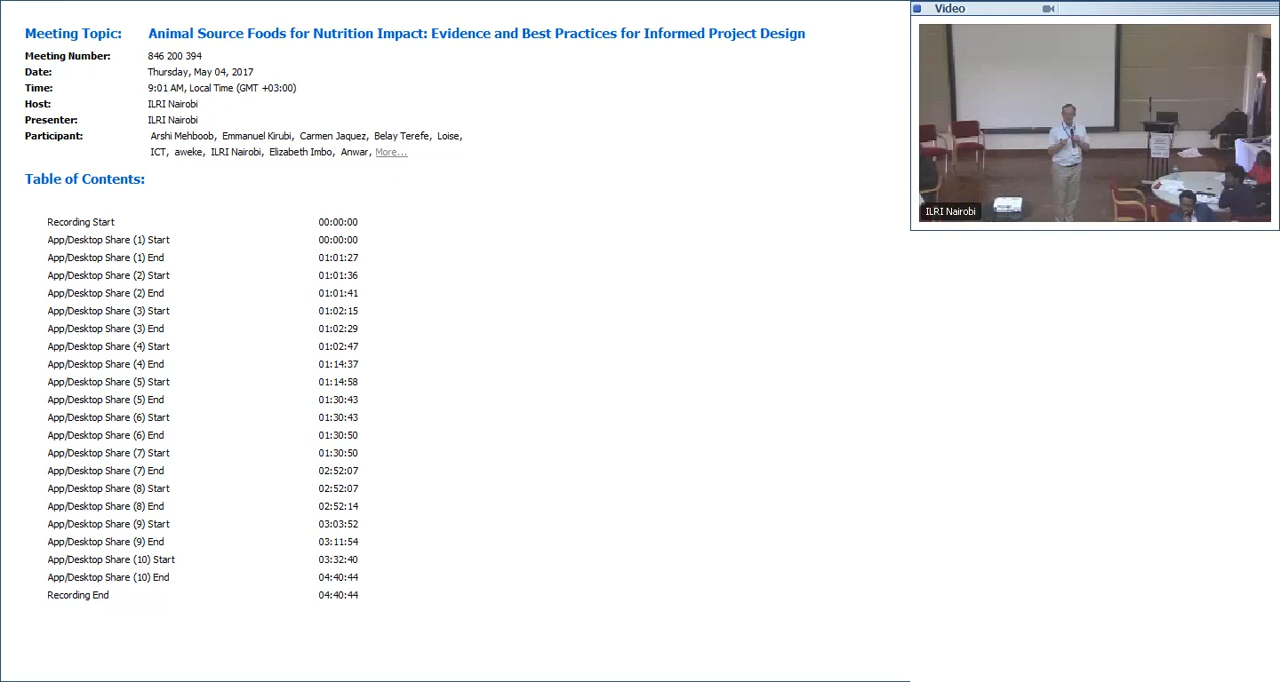 Meeting Topic: Animal Source Foods for Nutrition Impact: Evidence and Best Practices for Informed Project Design
Meeting Number: 846 200 394
Date: Thursday, May 04, 2017
Time: 9:01 AM, Local Time (GMT +03:00)
Host: ILRI Nairobi
Presenter: ILRI Nairobi
Participant: Arshi Mehboob, Emmanuel Kirubi, Carmen Jaquez, Belay Terefe, Loise,
ICT, aweke, ILRI Nairobi, Elizabeth Imbo, Anwar, More...
Table of Contents:
Recording Start 00:00:00
App/Desktop Share (1) Start 00:00:00
App/Desktop Share (1) End 01:01:27
App/Desktop Share (2) Start 01:01:36
App/Desktop Share (2) End 01:01:41
App/Desktop Share (3) Start 01:02:15
App/Desktop Share (3) End 01:02:29
App/Desktop Share (4) Start 01:02:47
App/Desktop Share (4) End 01:14:37
App/Desktop Share (5) Start 01:14:58
App/Desktop Share (5) End 01:30:43
App/Desktop Share (6) Start 01:30:43
App/Desktop Share (6) End 01:30:50
App/Desktop Share (7) Start 01:30:50
App/Desktop Share (7) End 02:52:07
App/Desktop Share (8) Start 02:52:07
App/Desktop Share (8) End 02:52:14
App/Desktop Share (9) Start 03:03:52
App/Desktop Share (9) End 03:11:54
App/Desktop Share (10) Start 03:32:40
App/Desktop Share (10) End 04:40:44
Recording End 04:40:44
Video
ILRI Nairobi